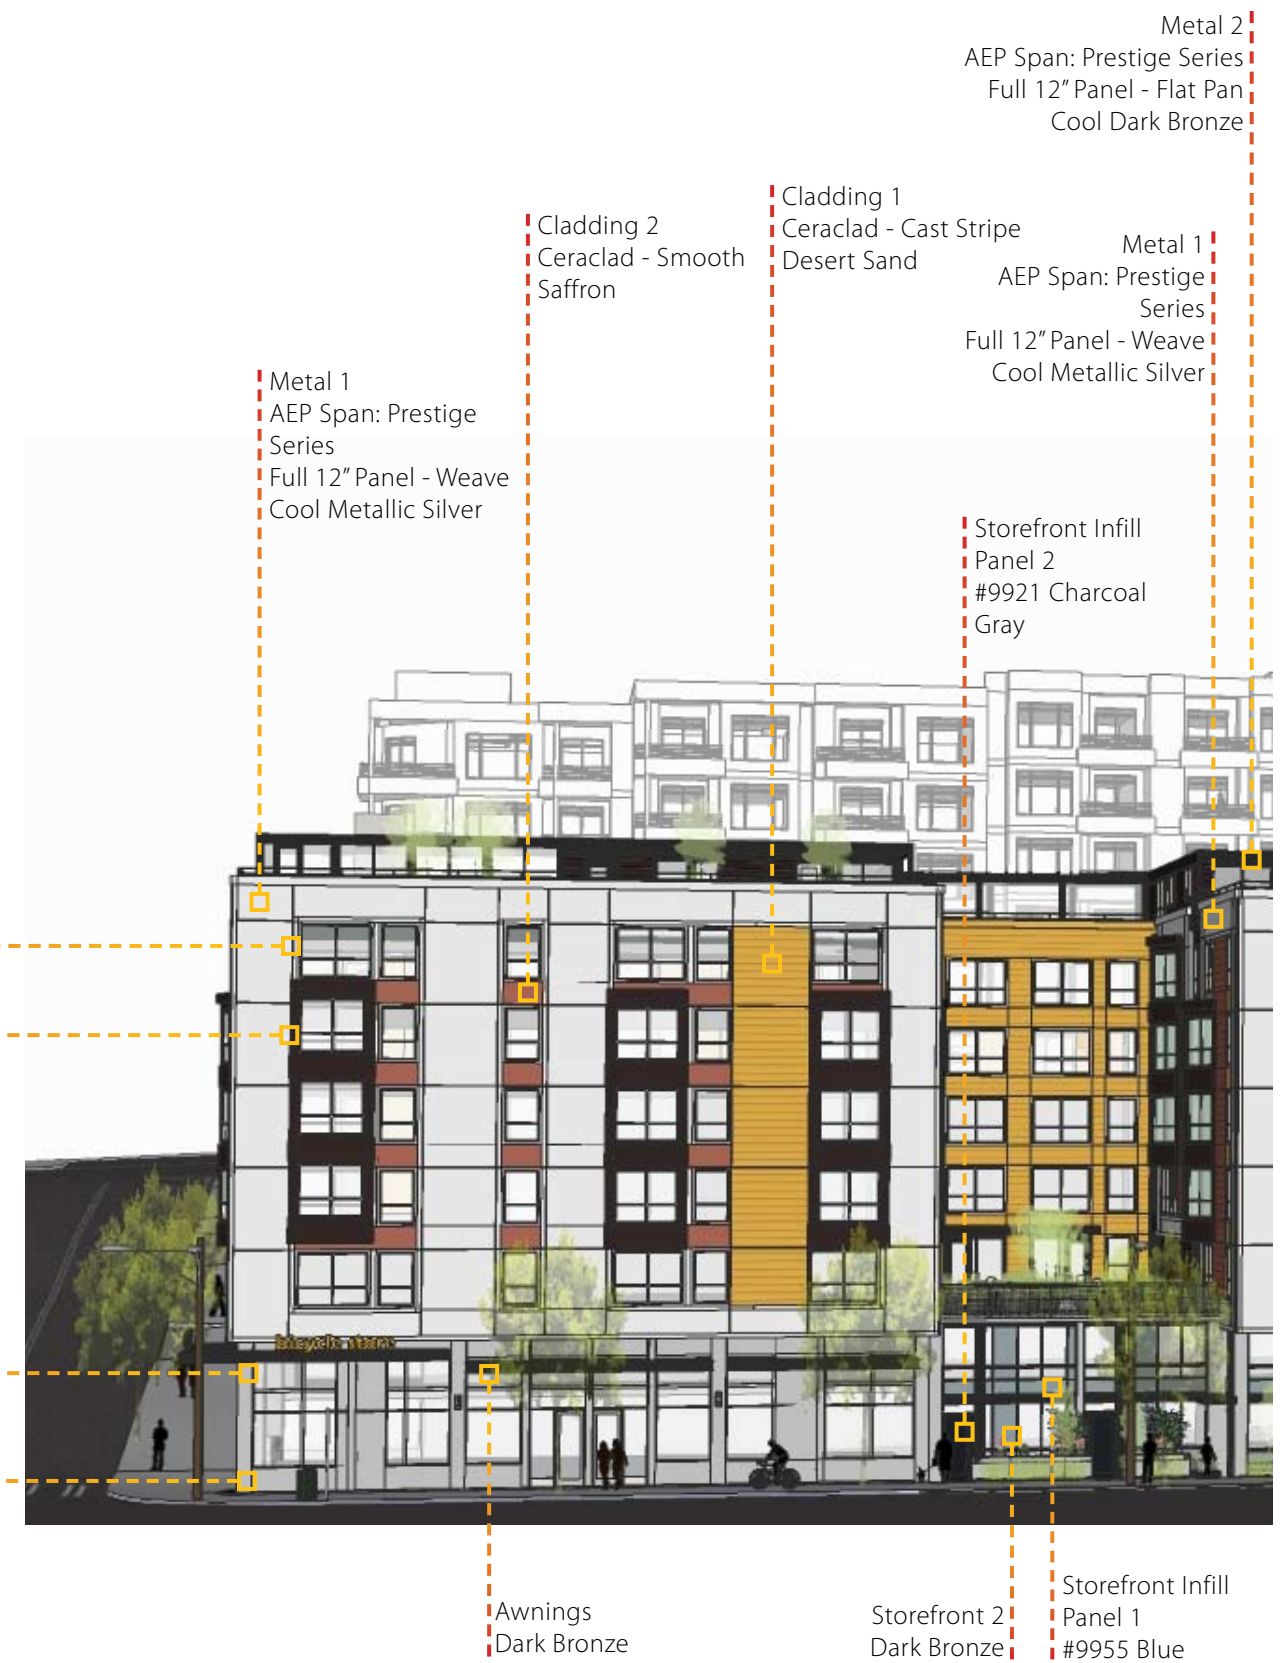 Metal 2
AEP Span: Prestige Series
Full 12" Panel - Flat Pan
Cool Dark Bronze
Cladding 1
Ceraclad - Cast Stripe
Desert Sand
Cladding 2
Ceraclad - Smooth
Saffron
Metal 1
AEP Span: Prestige
Series
Full 12" Panel - Weave
Cool Metallic Silver
Metal 1
AEP Span: Prestige
Series
Full 12" Panel - Weave
Cool Metallic Silver
Storefront Infill
Panel 2
#9921 Charcoal
Gray
bicycle store
Awnings
Dark Bronze
Storefront 2
Dark Bronze
Storefront Infill
Panel 1
#9955 Blue